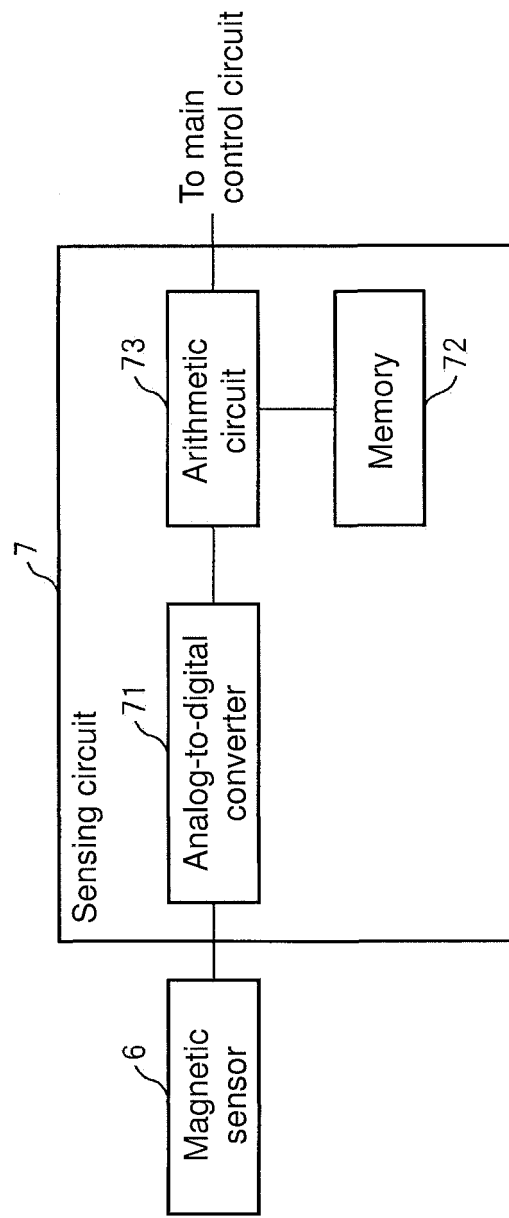 7
Sensing circuit
6
Magnetic
sensor
71
Analog-to-digital
converter
73
Arithmetic
circuit
To main
control circuit
Memory
72